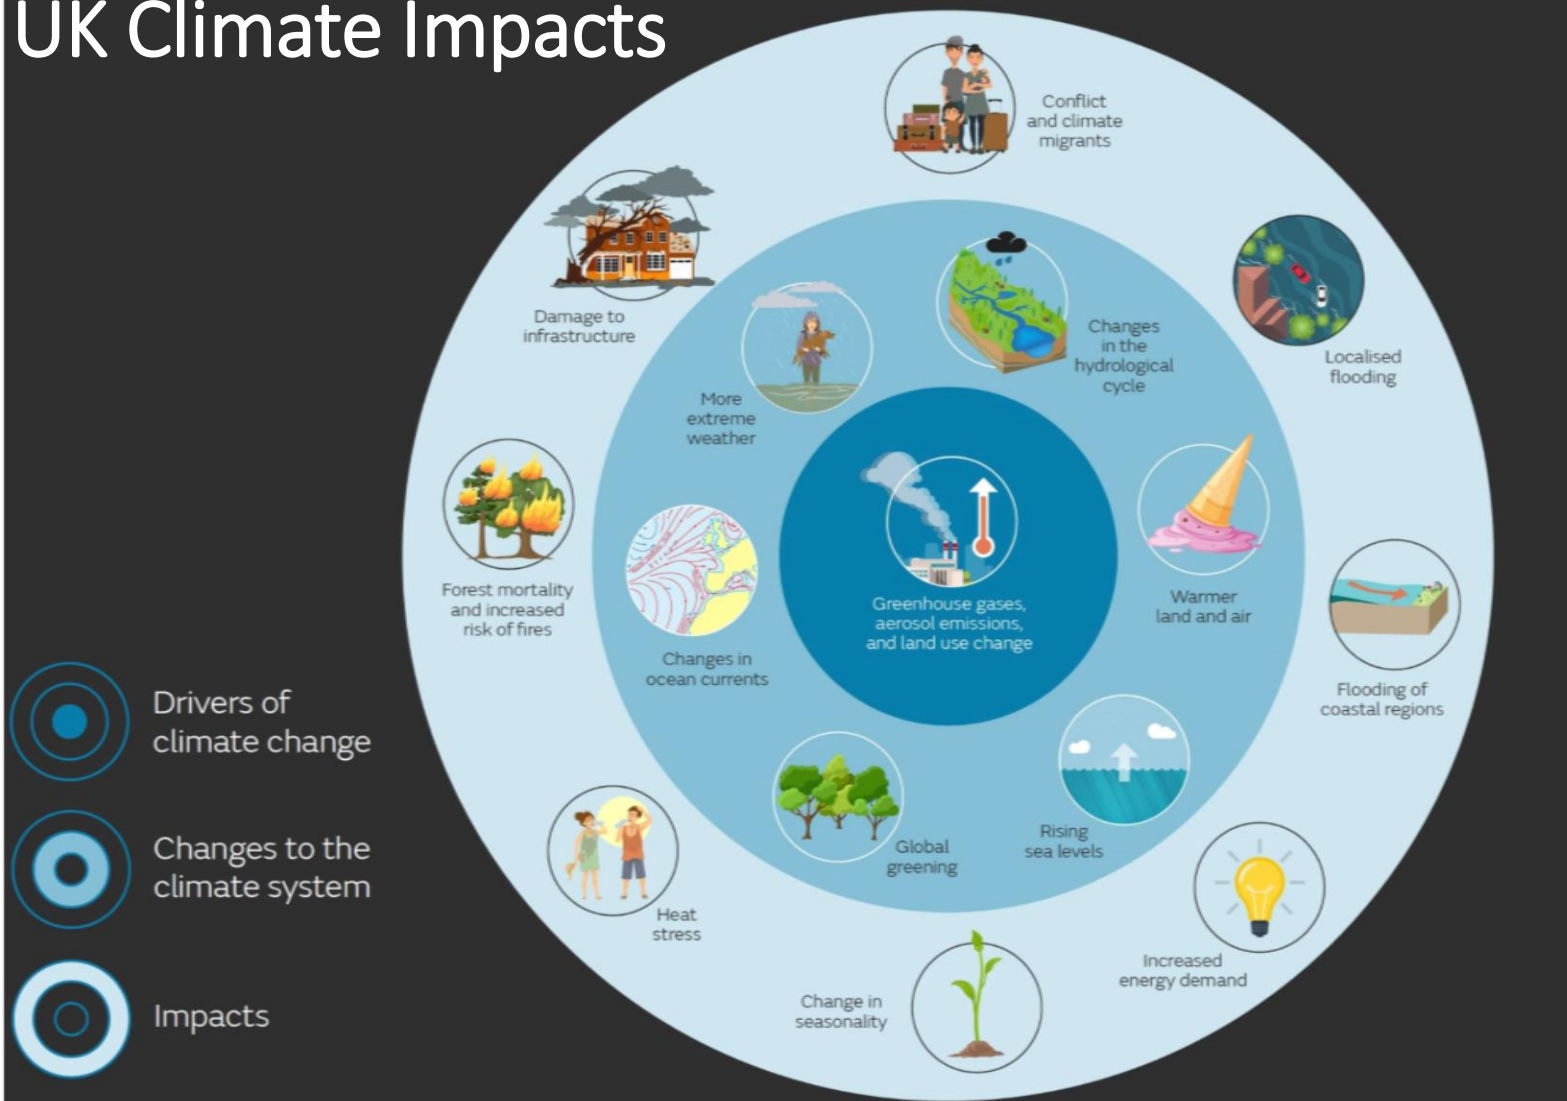 UK Climate Impacts
Conflict
and climate
migrants
Damage to
infrastructure
Localised
flooding
Changes
in the
hydrological
cycle
More
extreme
weather
Forest mortality
and increased
risk of fires
Greenhouse gases,
aerosol emissions,
and land use change
Warmer
land and air
Changes in
ocean currents
Flooding of
coastal regions
Drivers of
climate change
Rising
sea levels
Global
greening
Changes to the
climate system
Heat
stress
Increased
energy demand
Change in
seasonality
Impacts